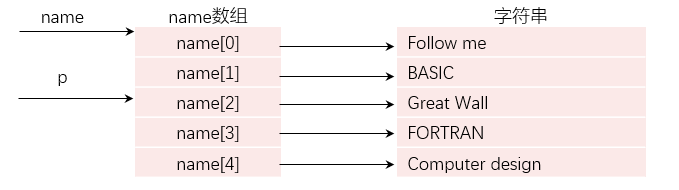 name name数组 字符串
name[0] Follow me
name[1] BASIC
p
name[2] Great Wall
name[3] FORTRAN
name[4] Computer design